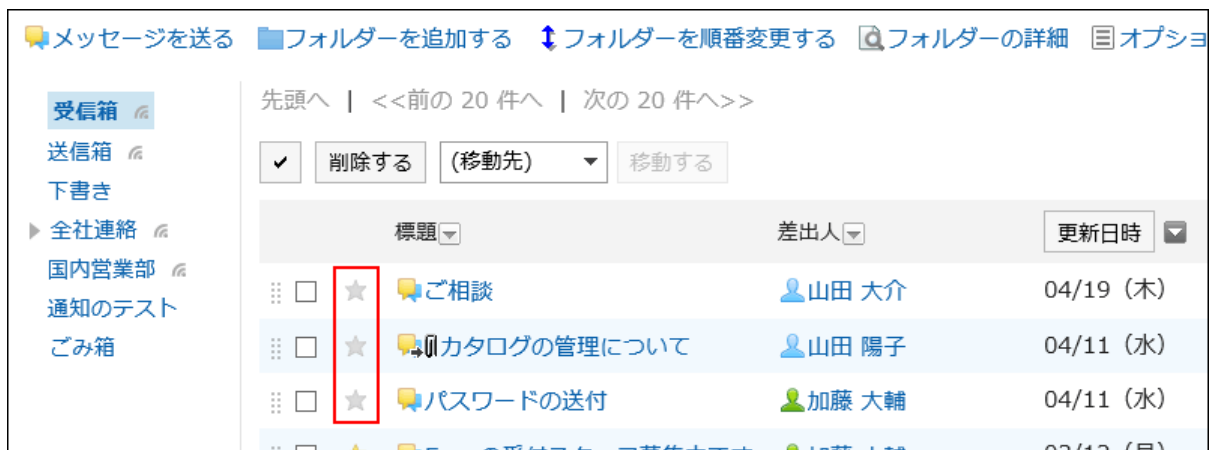 メッセージを送る フォルダーを追加する フォルダーを順番変更する フォルダーの詳細 オプショ
受信箱
送信箱
下書き
全社連絡
国内営業部
通知のテスト
ごみ箱
先頭へ | <<前の 20 件へ | 次の 20 件へ>>
削除する (移動先) 移動する
標題 差出人 更新日時
ご相談 山田 大介 04/19（木）
カタログの管理について 山田 陽子 04/11（水）
パスワードの送付 加藤 大輔 04/11（水）